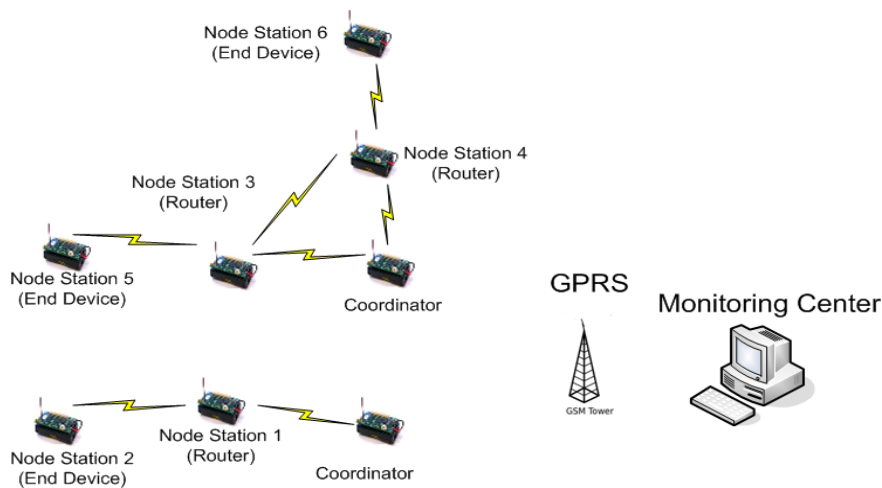 Node Station 6
(End Device)
Node Station 4
(Router)
Node Station 3
(Router)
Node Station 5
(End Device)
Coordinator
GPRS
Monitoring Center
GSM Tower
Node Station 1
(Router)
Node Station 2
(End Device)
Coordinator